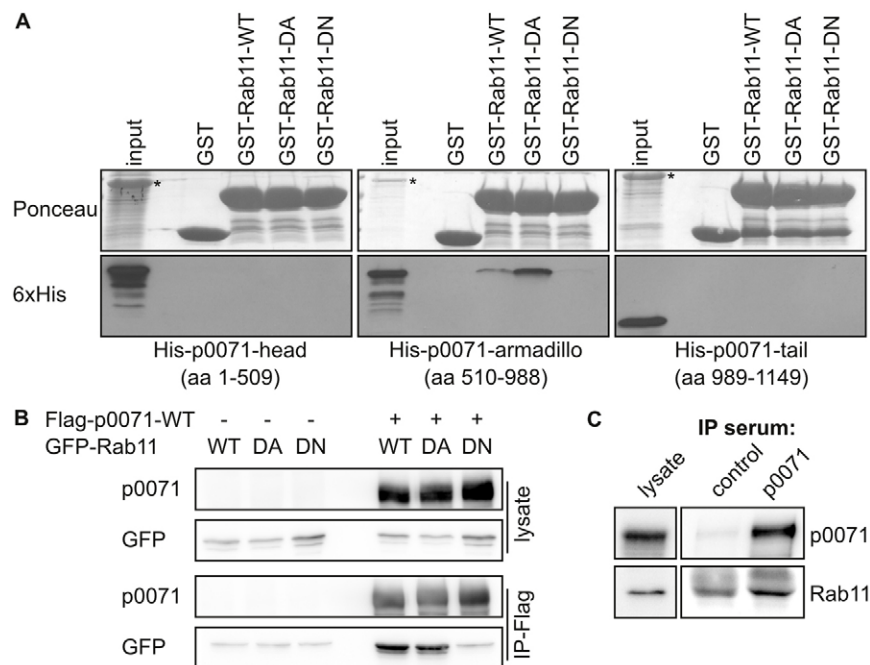 A
input GST GST-Rab11-WT GST-Rab11-DA GST-Rab11-DN input GST GST-Rab11-WT GST-Rab11-DA GST-Rab11-DN input GST GST-Rab11-WT GST-Rab11-DA GST-Rab11-DN
Ponceau * * *
6xHis
His-p0071-head His-p0071-armadillo His-p0071-tail
(aa 1-509) (aa 510-988) (aa 989-1149)
B
Flag-p0071-WT - - - + + +
GFP-Rab11 WT DA DN WT DA DN
p0071
GFP
lysate
p0071
GFP
IP-Flag
C
IP serum:
lysate control p0071
p0071
Rab11